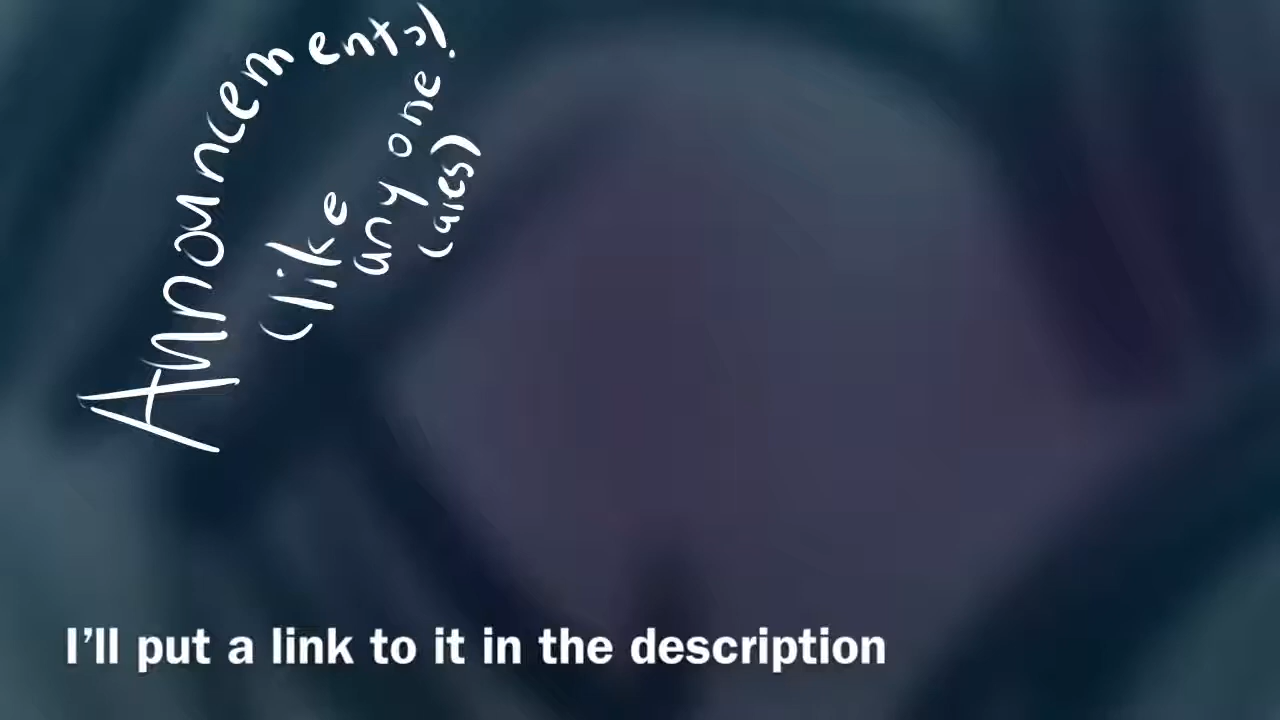 Announcements!
(like
anyone
cares)
I'll put a link to it in the description